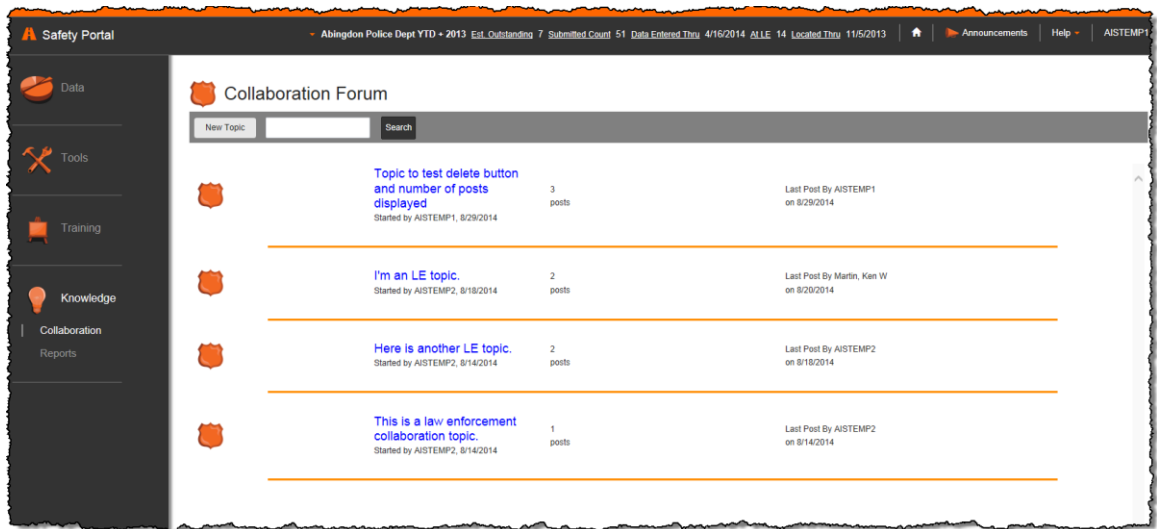 Safety Portal
Abingdon Police Dept YTD + 2013 Est. Outstanding 7 Submitted Count 51 Data Entered Thru 4/16/2014 At LE 14 Located Thru 11/5/2013
Announcements
Help
AISTEMP1
Data
Tools
Training
Knowledge
Collaboration
Reports
Collaboration Forum
New Topic
Search
Topic to test delete button
and number of posts
displayed
Started by AISTEMP1, 8/29/2014
3
posts
Last Post By AISTEMP1
on 8/29/2014
I'm an LE topic.
Started by AISTEMP2, 8/18/2014
2
posts
Last Post By Martin, Ken W
on 8/20/2014
Here is another LE topic.
Started by AISTEMP2, 8/14/2014
2
posts
Last Post By AISTEMP2
on 8/18/2014
This is a law enforcement
collaboration topic.
Started by AISTEMP2, 8/14/2014
1
posts
Last Post By AISTEMP2
on 8/14/2014